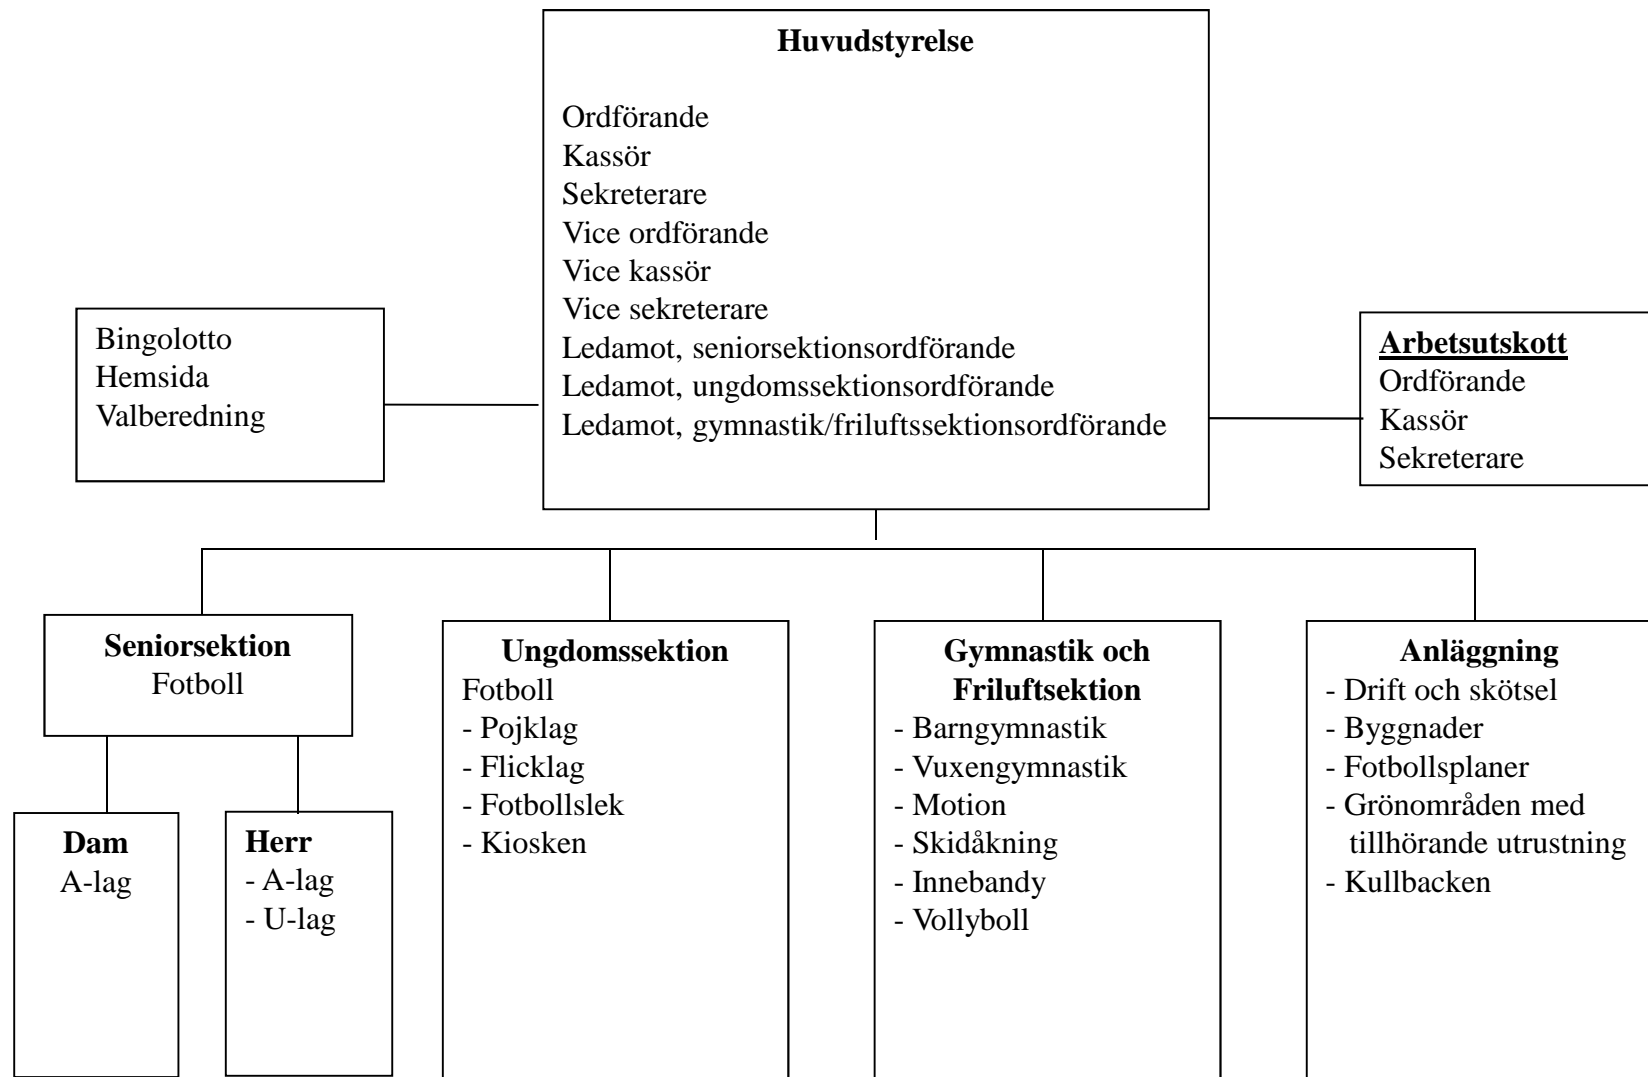 Huvudstyrelse
Ordförande
Kassör
Sekreterare
Vice ordförande
Vice kassör
Vice sekreterare
Ledamot, seniorsektionsordförande
Ledamot, ungdomssektionsordförande
Ledamot, gymnastik/friluftssektionsordförande
Bingolotto
Hemsida
Valberedning
Arbetsutskott
Ordförande
Kassör
Sekreterare
Seniorsektion
Fotboll
Dam
A-lag
Herr
- A-lag
- U-lag
Ungdomssektion
Fotboll
- Pojklag
- Flicklag
- Fotbollslek
- Kiosken
Gymnastik och
Friluftsektion
- Barngymnastik
- Vuxengymnastik
- Motion
- Skidåkning
- Innebandy
- Vollyboll
Anläggning
- Drift och skötsel
- Byggnader
- Fotbollsplaner
- Grönområden med
tillhörande utrustning
- Kullbacken